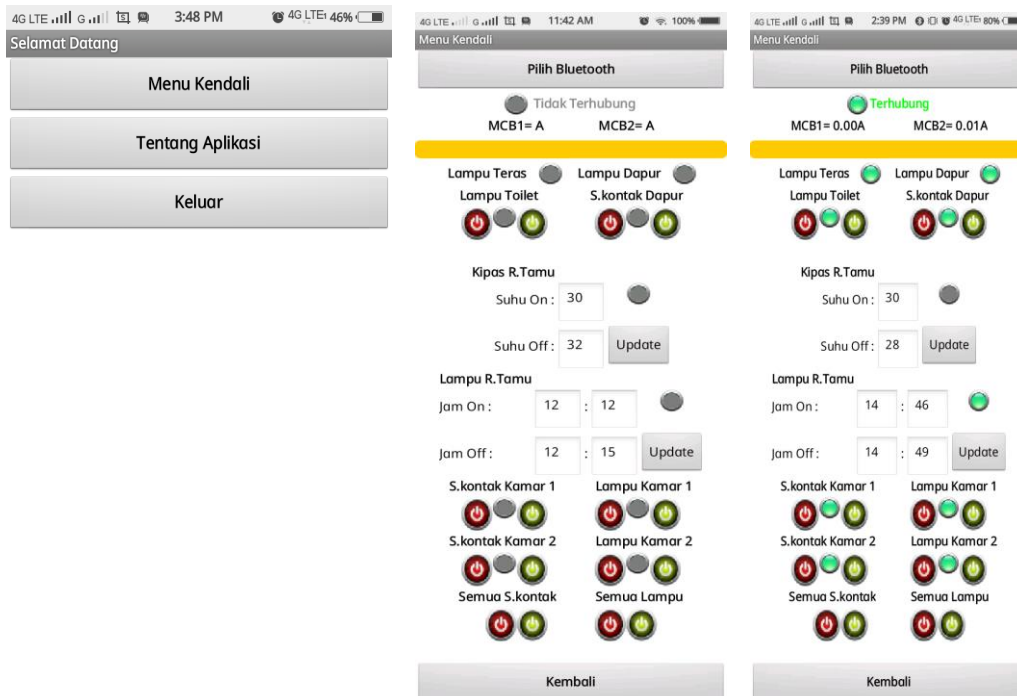 4G LTE G 3:48 PM 4G LTE 46%
Selamat Datang
Menu Kendali
Tentang Aplikasi
Keluar
4G LTE G 11:42 AM 100%
Menu Kendali
Pilih Bluetooth
Tidak Terhubung
MCB1= A MCB2= A
Lampu Teras Lampu Dapur
Lampu Toilet S.kontak Dapur
Kipas R.Tamu
Suhu On : 30
Suhu Off : 32 Update
Lampu R.Tamu
Jam On : 12 : 12
Jam Off : 12 : 15 Update
S.kontak Kamar 1 Lampu Kamar 1
S.kontak Kamar 2 Lampu Kamar 2
Semua S.kontak Semua Lampu
Kembali
4G LTE G 2:39 PM 4G LTE 80%
Menu Kendali
Pilih Bluetooth
Terhubung
MCB1= 0.00A MCB2= 0.01A
Lampu Teras Lampu Dapur
Lampu Toilet S.kontak Dapur
Kipas R.Tamu
Suhu On : 30
Suhu Off : 28 Update
Lampu R.Tamu
Jam On : 14 : 46
Jam Off : 14 : 49 Update
S.kontak Kamar 1 Lampu Kamar 1
S.kontak Kamar 2 Lampu Kamar 2
Semua S.kontak Semua Lampu
Kembali